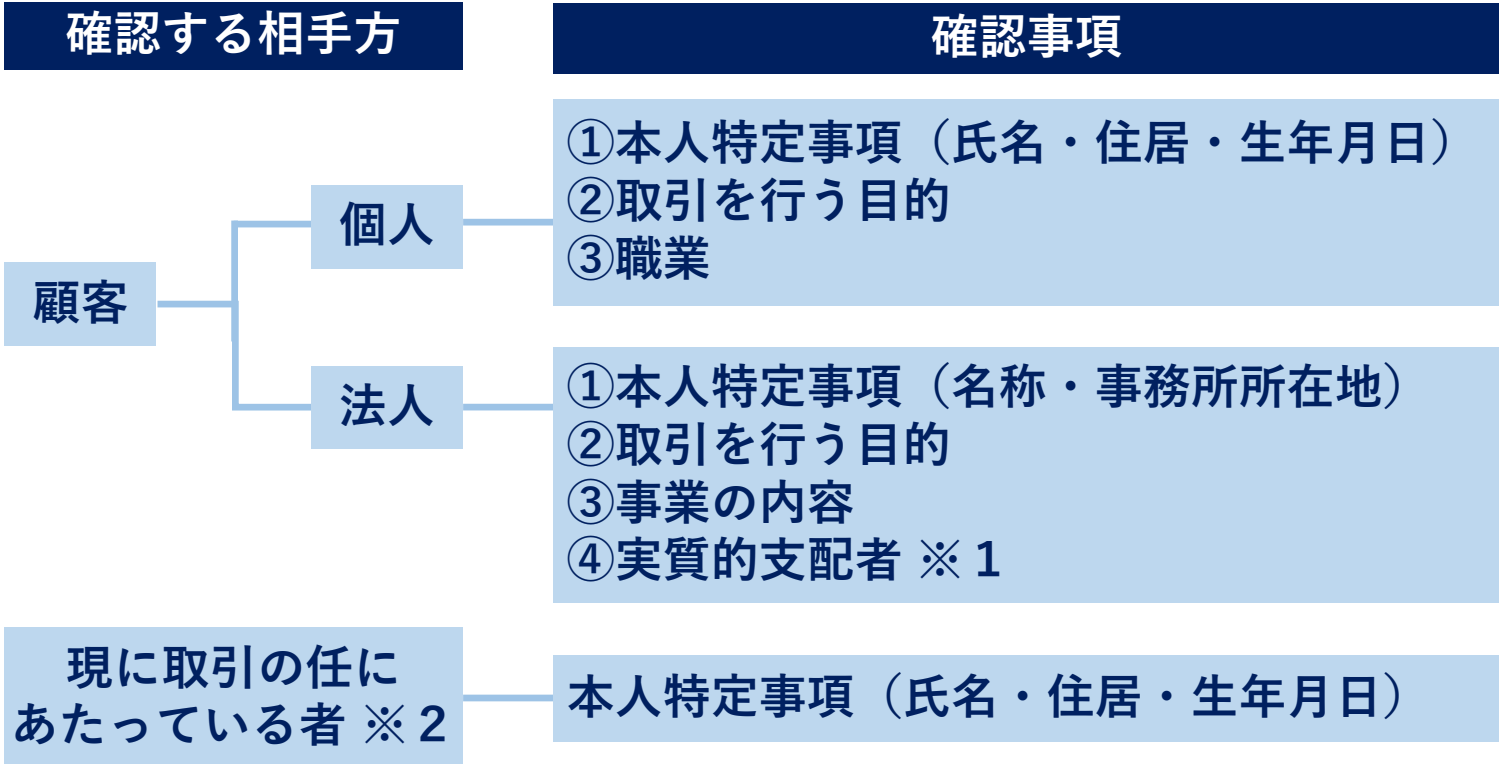 確認する相手方
確認事項
顧客
個人
①本人特定事項（氏名・住居・生年月日）
②取引を行う目的
③職業
法人
①本人特定事項（名称・事務所所在地）
②取引を行う目的
③事業の内容
④実質的支配者 ※１
現に取引の任に
あたっている者 ※２
本人特定事項（氏名・住居・生年月日）